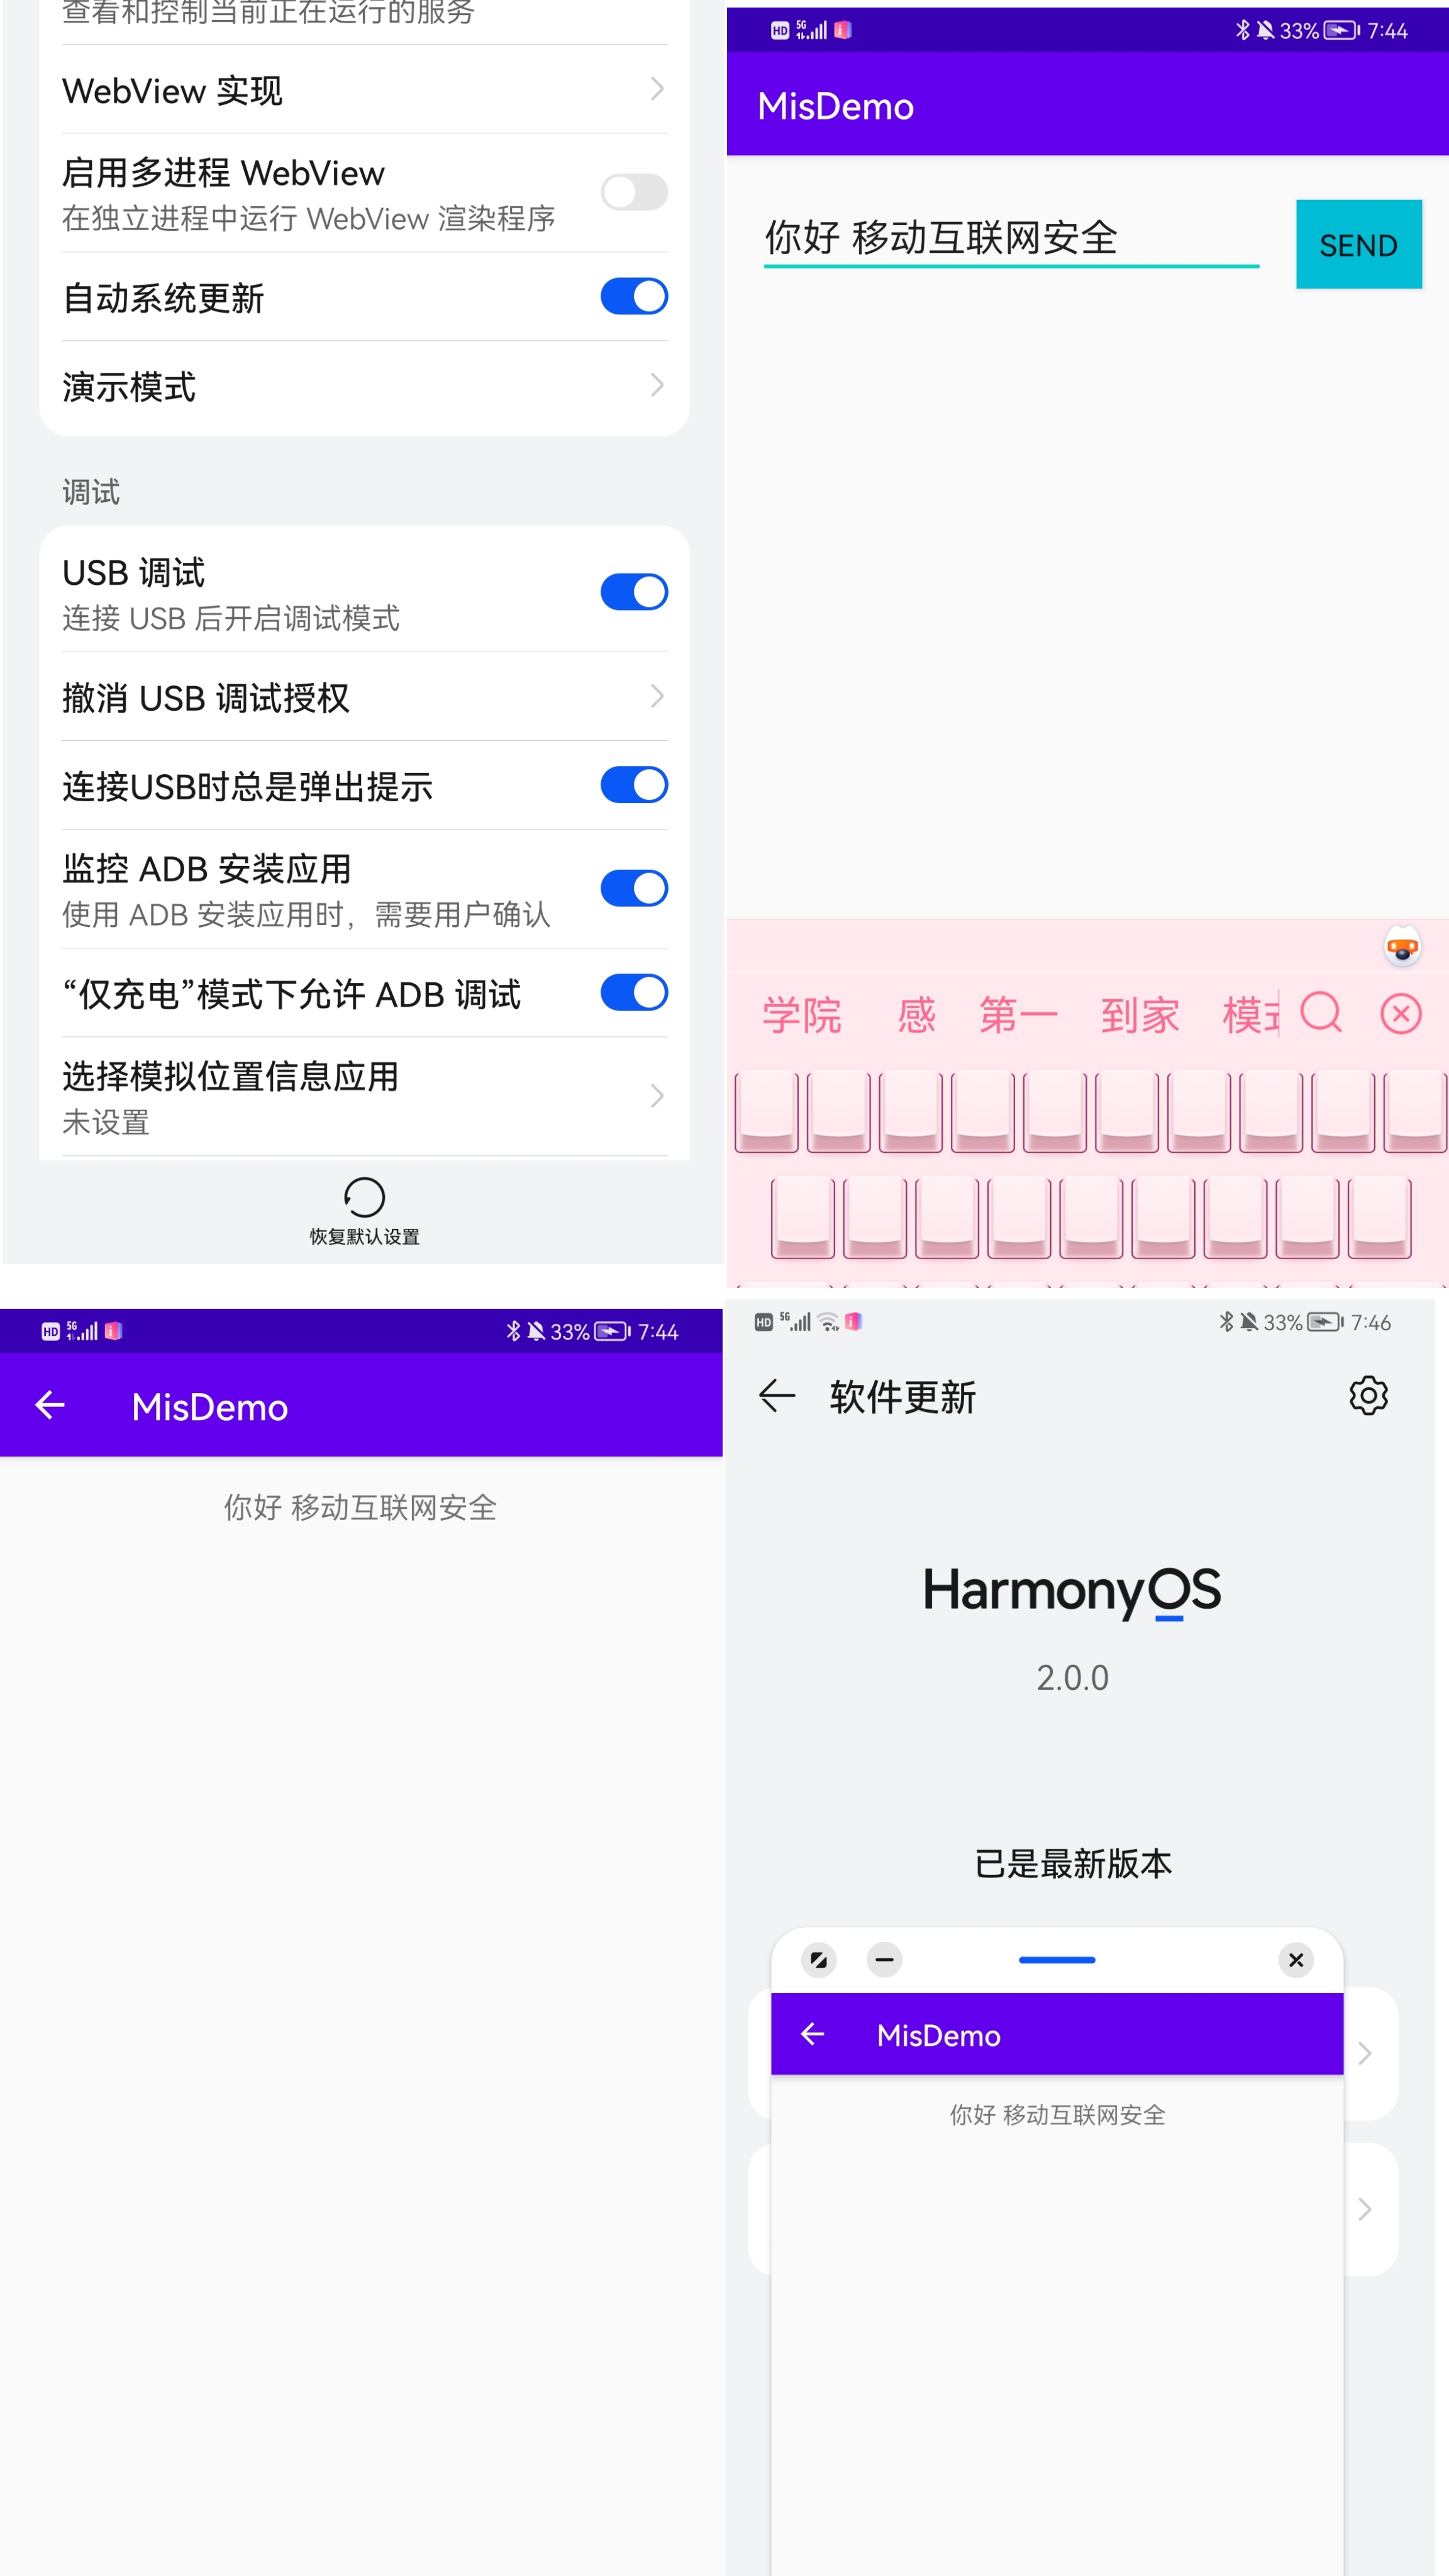 查看和控制当前正在运行的服务
WebView 实现
启用多进程 WebView
在独立进程中运行 WebView 渲染程序
自动系统更新
演示模式
调试
USB 调试
连接 USB 后开启调试模式
撤消 USB 调试授权
连接USB时总是弹出提示
监控 ADB 安装应用
使用 ADB 安装应用时，需要用户确认
“仅充电”模式下允许 ADB 调试
选择模拟位置信息应用
未设置
恢复默认设置
HD 5G 33% 7:44
MisDemo
你好 移动互联网安全
SEND
学院 感 第一 到家 模式
HD 5G 33% 7:44
MisDemo
你好 移动互联网安全
HD 5G 33% 7:46
软件更新
HarmonyOS
2.0.0
已是最新版本
MisDemo
你好 移动互联网安全